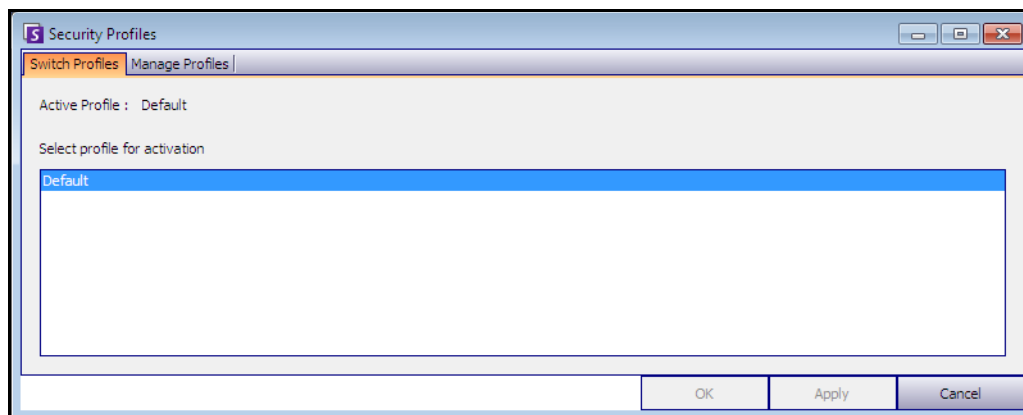 S Security Profiles
Switch Profiles Manage Profiles
Active Profile : Default
Select profile for activation
Default
OK Apply Cancel